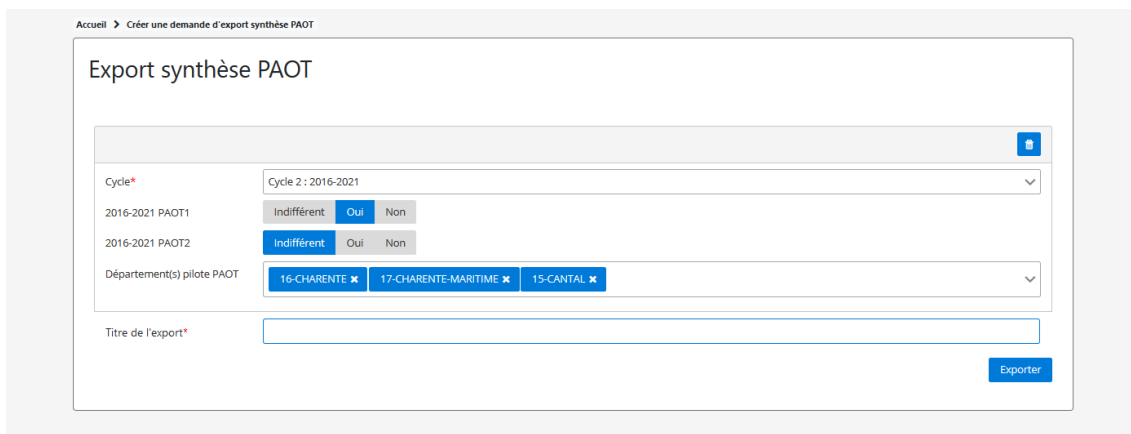 Accueil > Créer une demande d'export synthèse PAOT
Export synthèse PAOT
Cycle* Cycle 2 : 2016-2021
2016-2021 PAOT1 Indifférent Oui Non
2016-2021 PAOT2 Indifférent Oui Non
Département(s) pilote PAOT 16-CHARENTE × 17-CHARENTE-MARITIME × 15-CANTAL ×
Titre de l'export*
Exporter